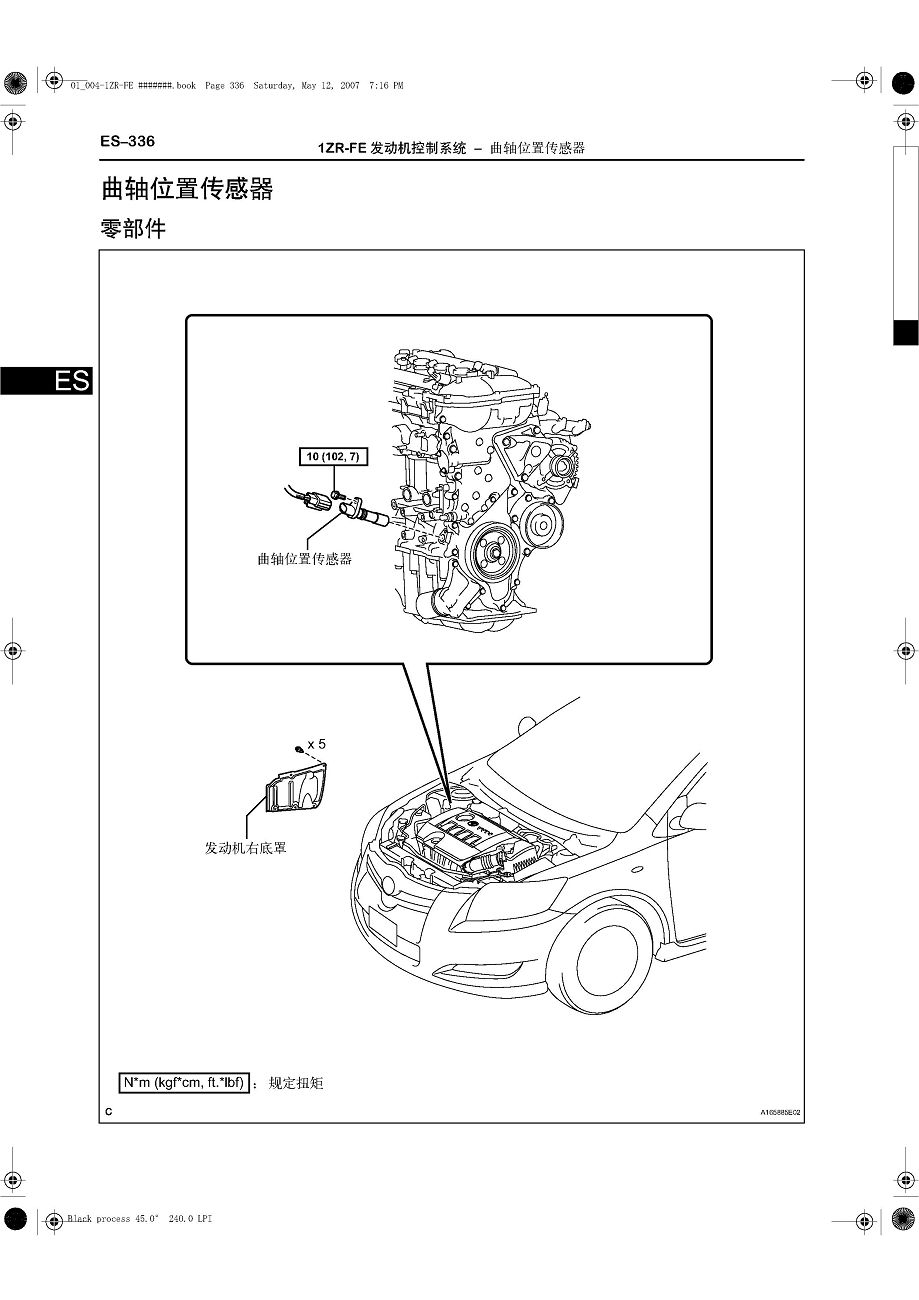 01_004-1ZR-FE #######.book  Page 336  Saturday, May 12, 2007  7:16 PM
ES–336
1ZR-FE 发动机控制系统 – 曲轴位置传感器
曲轴位置传感器
零部件
ES
10 (102, 7)
曲轴位置传感器
x 5
发动机右底罩
N*m (kgf*cm, ft.*lbf) : 规定扭矩
C
A165885E02
Black process 45.0° 240.0 LPI